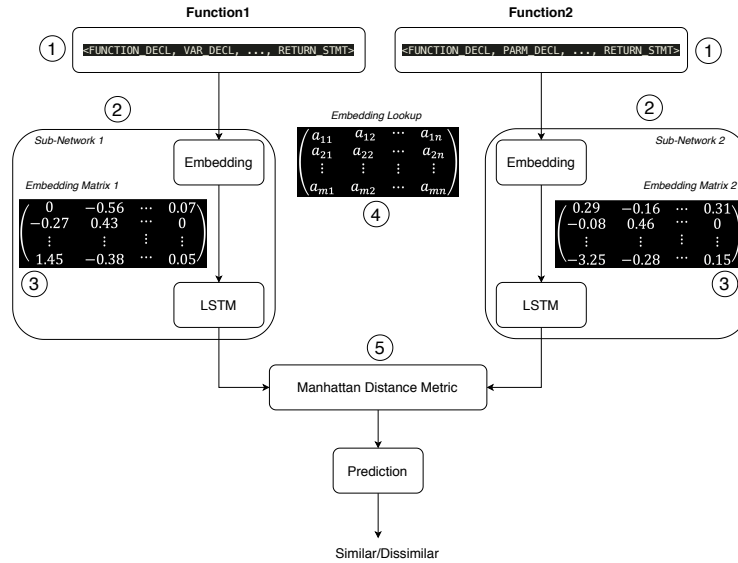 Function1
Function2
1
<FUNCTION_DECL, VAR_DECL, ..., RETURN_STMT>
<FUNCTION_DECL, PARM_DECL, ..., RETURN_STMT>
1
2
2
Sub-Network 1
Embedding Lookup
Sub-Network 2
Embedding
a11 a12 ⋯ a1n
a21 a22 ⋯ a2n
⋮ ⋮ ⋮ ⋮
am1 am2 ⋯ amn
4
Embedding
Embedding Matrix 1
0 −0.56 ⋯ 0.07
−0.27 0.43 ⋯ 0
⋮ ⋮ ⋮
1.45 −0.38 ⋯ 0.05
3
Embedding Matrix 2
0.29 −0.16 ⋯ 0.31
−0.08 0.46 ⋯ 0
⋮ ⋮ ⋮
−3.25 −0.28 ⋯ 0.15
3
LSTM
LSTM
5
Manhattan Distance Metric
Prediction
Similar/Dissimilar